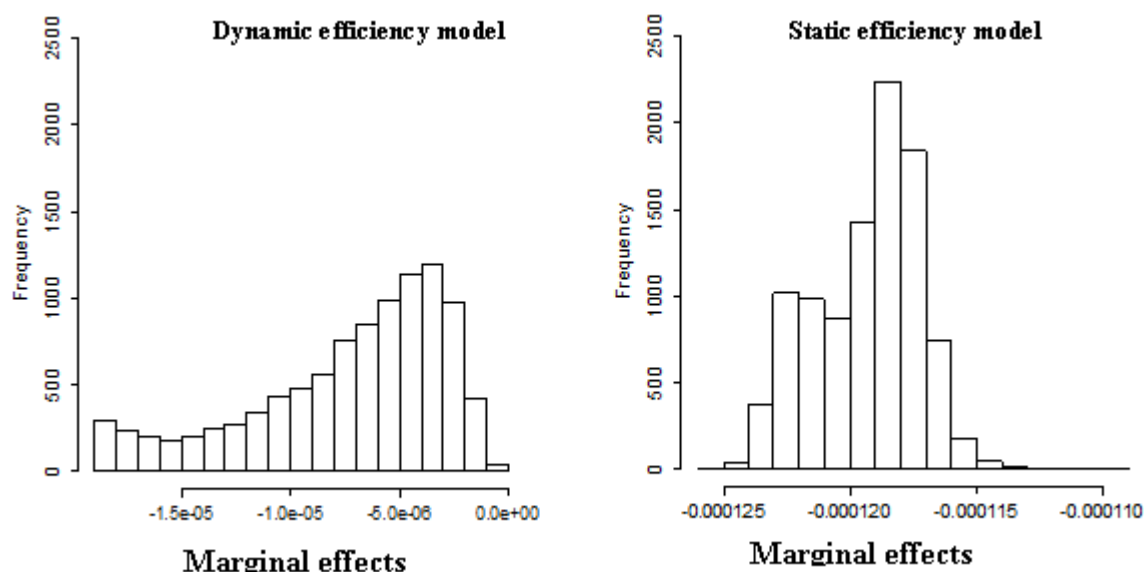 Dynamic efficiency model
2500
2000
1500
1000
500
0
Frequency
-1.5e-05 -1.0e-05 -5.0e-06 0.0e+00
Marginal effects
Static efficiency model
2500
2000
1500
1000
500
0
Frequency
-0.000125 -0.000120 -0.000115 -0.000110
Marginal effects